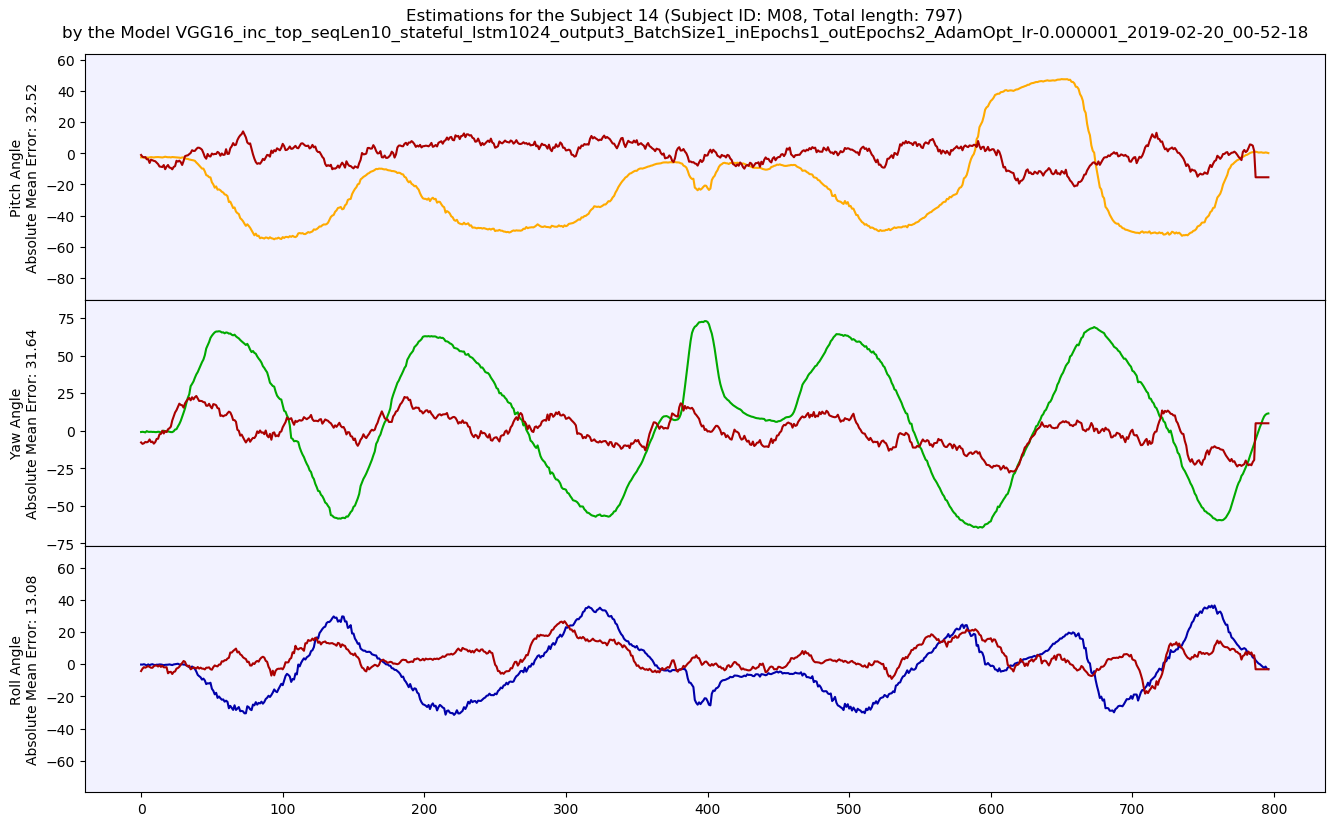 Estimations for the Subject 14 (Subject ID: M08, Total length: 797)
by the Model VGG16_inc_top_seqLen10_stateful_lstm1024_output3_BatchSize1_inEpochs1_outEpochs2_AdamOpt_lr-0.000001_2019-02-20_00-52-18
Pitch Angle
Absolute Mean Error: 32.52
60
40
20
0
−20
−40
−60
−80
Yaw Angle
Absolute Mean Error: 31.64
75
50
25
0
−25
−50
−75
Roll Angle
Absolute Mean Error: 13.08
60
40
20
0
−20
−40
−60
0 100 200 300 400 500 600 700 800